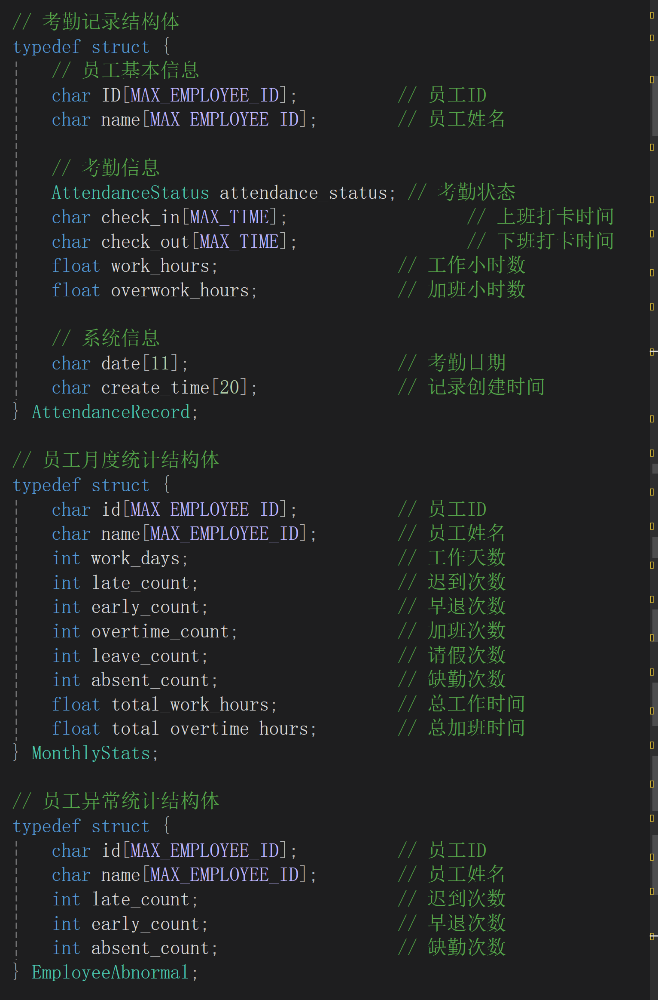 // 考勤记录结构体
typedef struct {
    // 员工基本信息
    char ID[MAX_EMPLOYEE_ID];          // 员工ID
    char name[MAX_EMPLOYEE_ID];        // 员工姓名

    // 考勤信息
    AttendanceStatus attendance_status; // 考勤状态
    char check_in[MAX_TIME];                  // 上班打卡时间
    char check_out[MAX_TIME];                 // 下班打卡时间
    float work_hours;                  // 工作小时数
    float overwork_hours;              // 加班小时数

    // 系统信息
    char date[11];                     // 考勤日期
    char create_time[20];              // 记录创建时间
} AttendanceRecord;

// 员工月度统计结构体
typedef struct {
    char id[MAX_EMPLOYEE_ID];          // 员工ID
    char name[MAX_EMPLOYEE_ID];        // 员工姓名
    int work_days;                     // 工作天数
    int late_count;                    // 迟到次数
    int early_count;                   // 早退次数
    int overtime_count;                // 加班次数
    int leave_count;                   // 请假次数
    int absent_count;                  // 缺勤次数
    float total_work_hours;            // 总工作时间
    float total_overtime_hours;        // 总加班时间
} MonthlyStats;

// 员工异常统计结构体
typedef struct {
    char id[MAX_EMPLOYEE_ID];          // 员工ID
    char name[MAX_EMPLOYEE_ID];        // 员工姓名
    int late_count;                    // 迟到次数
    int early_count;                   // 早退次数
    int absent_count;                  // 缺勤次数
} EmployeeAbnormal;